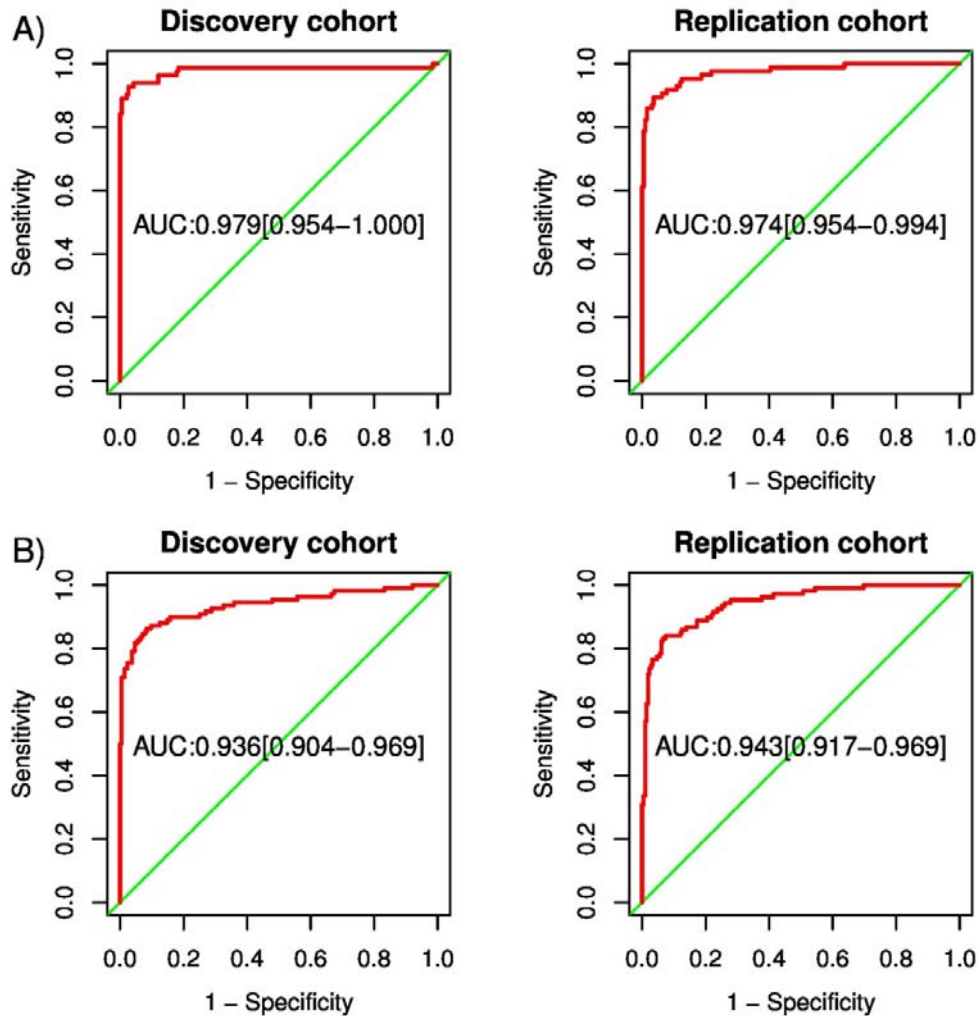 A)
Discovery cohort
Sensitivity
1.0
0.8
0.6
0.4
0.2
0.0
AUC:0.979[0.954−1.000]
0.0 0.2 0.4 0.6 0.8 1.0
1 − Specificity
Replication cohort
Sensitivity
1.0
0.8
0.6
0.4
0.2
0.0
AUC:0.974[0.954−0.994]
0.0 0.2 0.4 0.6 0.8 1.0
1 − Specificity
B)
Discovery cohort
Sensitivity
1.0
0.8
0.6
0.4
0.2
0.0
AUC:0.936[0.904−0.969]
0.0 0.2 0.4 0.6 0.8 1.0
1 − Specificity
Replication cohort
Sensitivity
1.0
0.8
0.6
0.4
0.2
0.0
AUC:0.943[0.917−0.969]
0.0 0.2 0.4 0.6 0.8 1.0
1 − Specificity